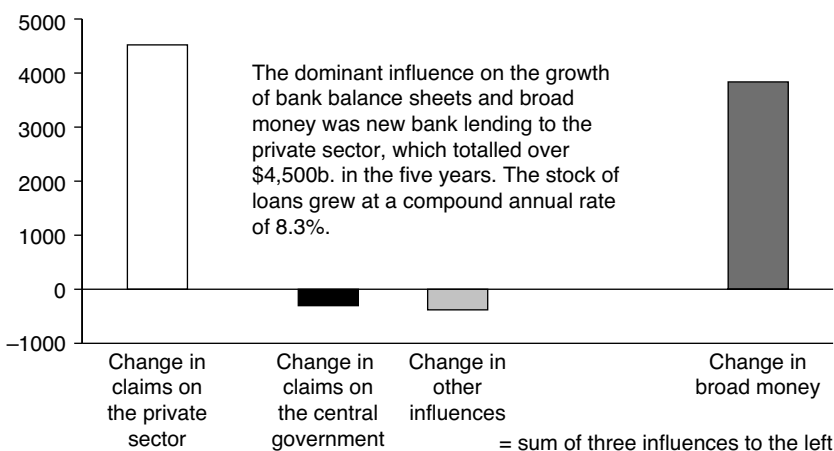 5000
4000
3000
2000
1000
0
–1000
The dominant influence on the growth
of bank balance sheets and broad
money was new bank lending to the
private sector, which totalled over
$4,500b. in the five years. The stock of
loans grew at a compound annual rate
of 8.3%.
Change in
claims on
the private
sector
Change in
claims on
the central
government
Change in
other
influences
Change in
broad money
= sum of three influences to the left